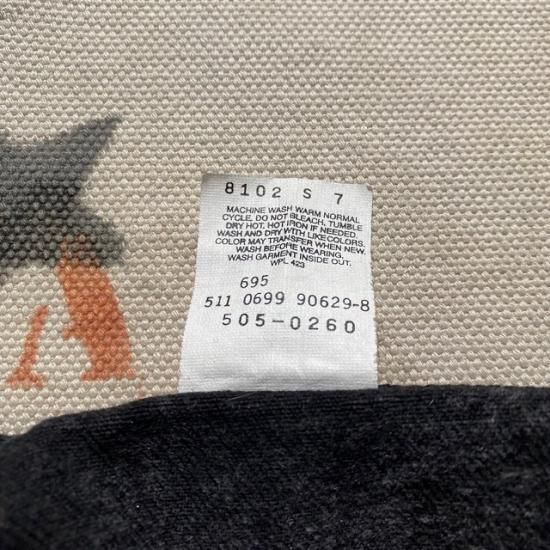 8102 S 7
MACHINE WASH WARM NORMAL
CYCLE, DO NOT BLEACH. TUMBLE
DRY HOT, HOT IRON IF NEEDED.
WASH AND DRY WITH LIKE COLORS.
COLOR MAY TRANSFER WHEN NEW,
WASH BEFORE WEARING.
WASH GARMENT INSIDE OUT.
WPL 423
695
511 0699 90629-8
505-0260
A